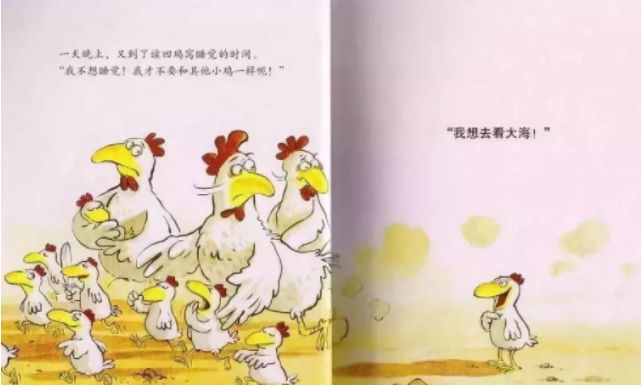 一天晚上，又到了该回鸡窝睡觉的时间。
“我不想睡觉！我才不要和其他小鸡一样呢！”
“我想去看大海！”